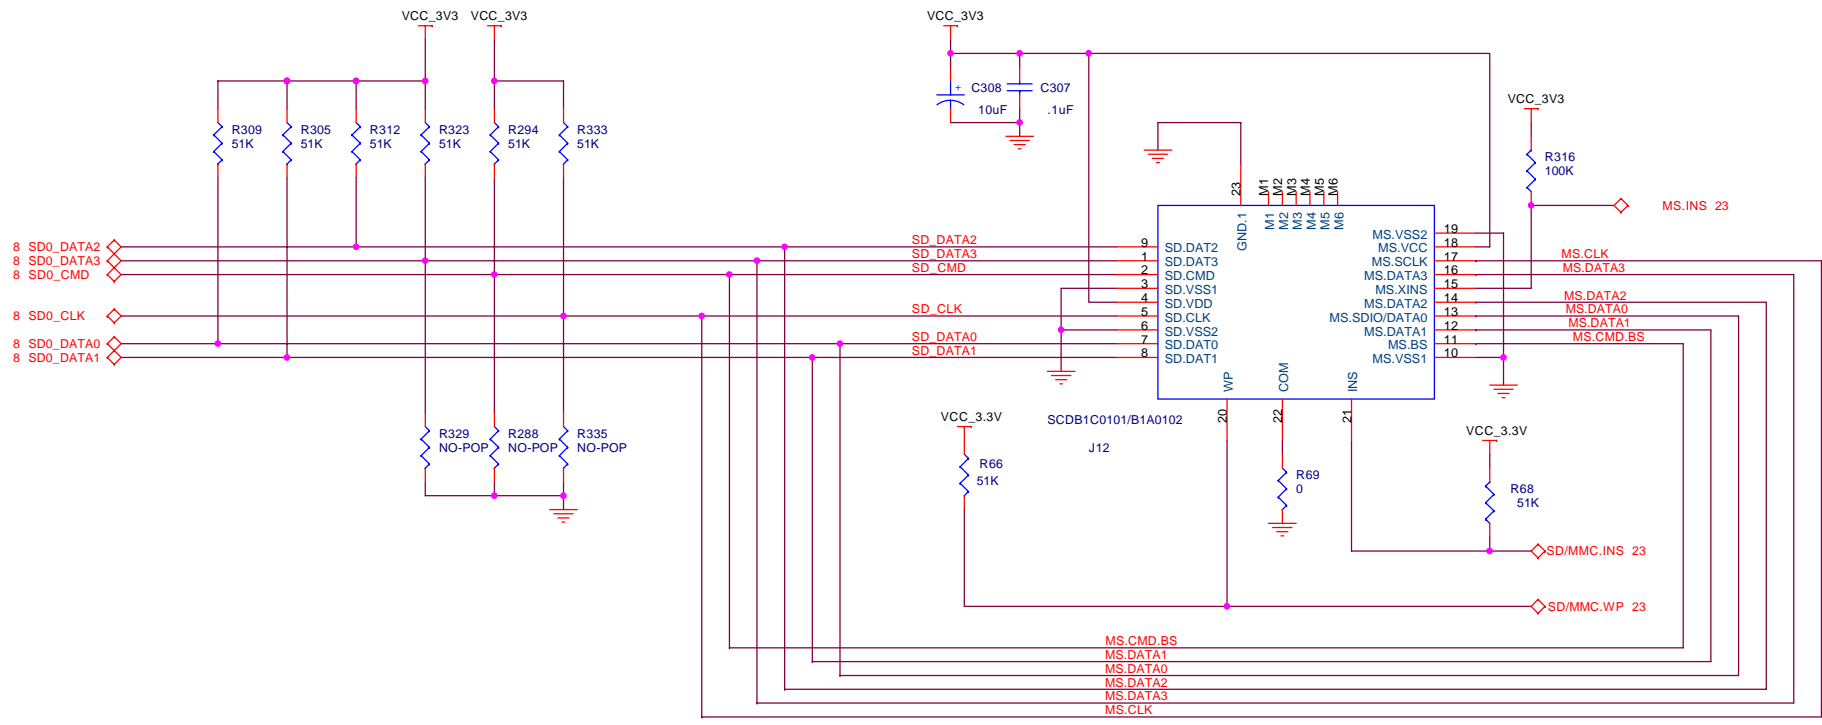 VCC_3V3 VCC_3V3
VCC_3V3
C308
10uF
+
C307
.1uF
VCC_3V3
R309
51K
R305
51K
R312
51K
R323
51K
R294
51K
R333
51K
R316
100K
MS.INS 23
23
M1
M2
M3
M4
M5
M6
GND.1
M1
M2
M3
M4
M5
M6
8 SD0_DATA2
8 SD0_DATA3
8 SD0_CMD
8 SD0_CLK
8 SD0_DATA0
8 SD0_DATA1
SD_DATA2
SD_DATA3
SD_CMD
SD_CLK
SD_DATA0
SD_DATA1
9 SD.DAT2
1 SD.DAT3
2 SD.CMD
3 SD.VSS1
4 SD.VDD
5 SD.CLK
6 SD.VSS2
7 SD.DAT0
8 SD.DAT1
MS.VSS2 19
MS.VCC 18
MS.SCLK 17
MS.DATA3 16
MS.XINS 15
MS.DATA2 14
MS.SDIO/DATA0 13
MS.DATA1 12
MS.BS 11
MS.VSS1 10
MS.CLK
MS.DATA3
MS.DATA2
MS.DATA0
MS.DATA1
MS.CMD.BS
WP
COM
INS
20
22
21
SCDB1C0101/B1A0102
J12
R329
NO-POP
R288
NO-POP
R335
NO-POP
VCC_3.3V
R66
51K
R69
0
VCC_3.3V
R68
51K
SD/MMC.INS 23
SD/MMC.WP 23
MS.CMD.BS
MS.DATA1
MS.DATA0
MS.DATA2
MS.DATA3
MS.CLK